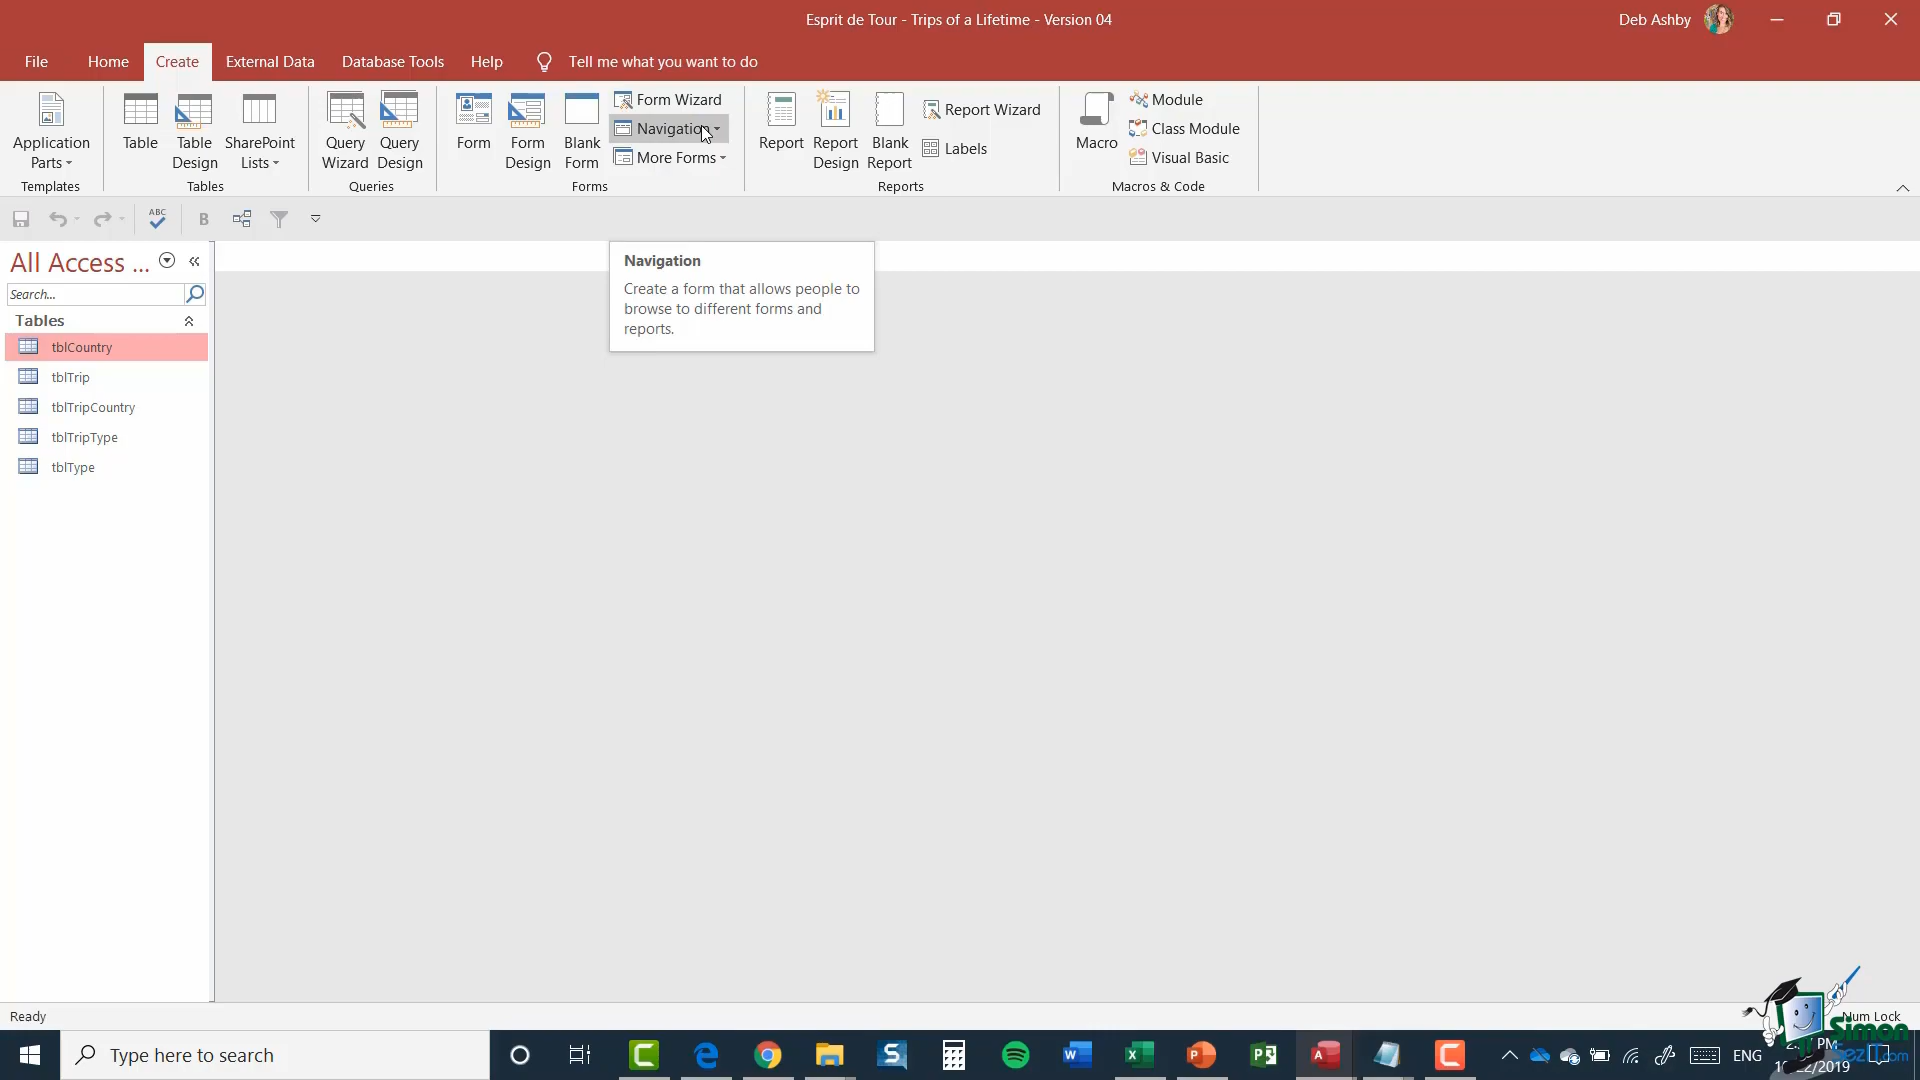 Esprit de Tour - Trips of a Lifetime - Version 04
Deb Ashby
File Home Create External Data Database Tools Help Tell me what you want to do
Application Parts
Templates
Table
Table Design
SharePoint Lists
Tables
Query Wizard
Query Design
Queries
Form
Form Design
Blank Form
Form Wizard
Navigation
More Forms
Forms
Report
Report Design
Blank Report
Report Wizard
Labels
Reports
Macro
Module
Class Module
Visual Basic
Macros & Code
ABC
B
All Access ...
Search...
Tables
tblCountry
tblTrip
tblTripCountry
tblTripType
tblType
Navigation
Create a form that allows people to
browse to different forms and
reports.
Ready
Num Lock
Simon
SezIt.com
Type here to search
ENG
PM